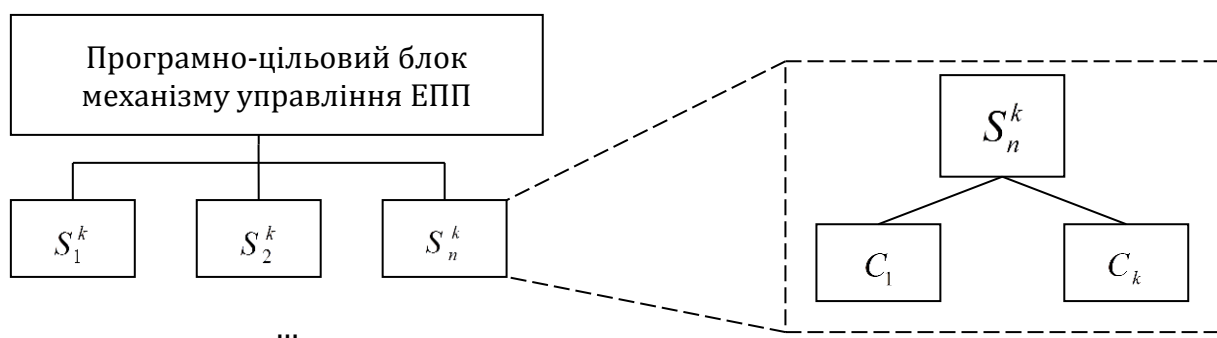 Програмно-цільовий блок
механізму управління ЕПП
S_1^k
S_2^k
S_n^k
...
S_n^k
C_1
C_k